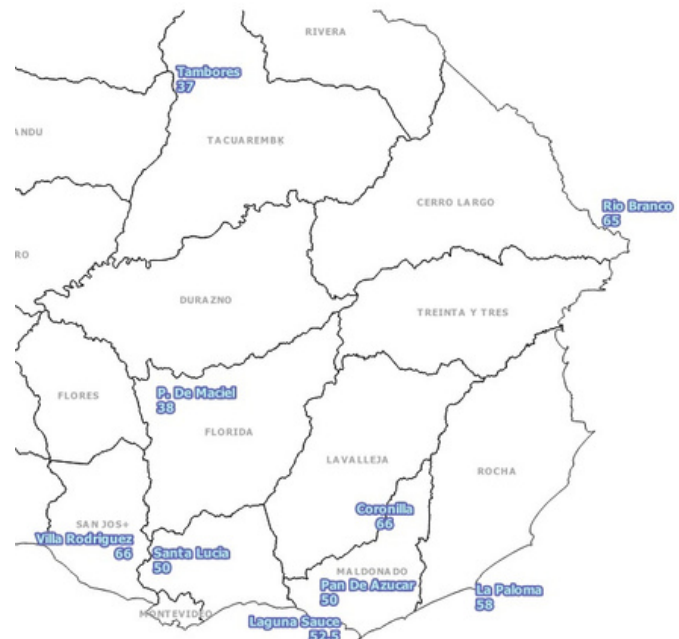 RIVERA
Tambores
37
ANDU
TACUAREMBK
CERRO LARGO
Rio Branco
65
RO
DURAZNO
TREINTA Y TRES
P. De Maciel
38
FLORES
FLORIDA
LAVALLEJA
ROCHA
Coronilla
66
SAN JOS+
Villa Rodriguez
66
Santa Lucia
50
MALDONADO
Pan De Azucar
50
La Paloma
58
MONTEVIDEO
Laguna Sauce
52.5